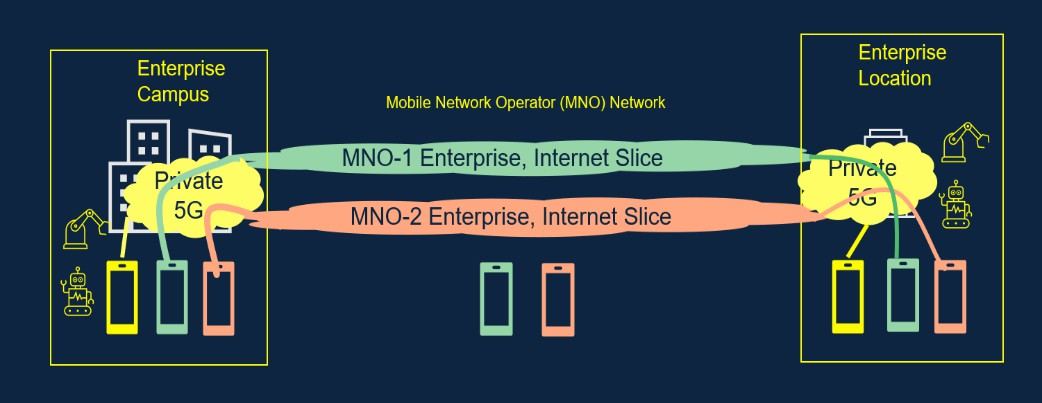 Enterprise
Campus
Enterprise
Location
Mobile Network Operator (MNO) Network
MNO-1 Enterprise, Internet Slice
Private
5G
Private
5G
MNO-2 Enterprise, Internet Slice